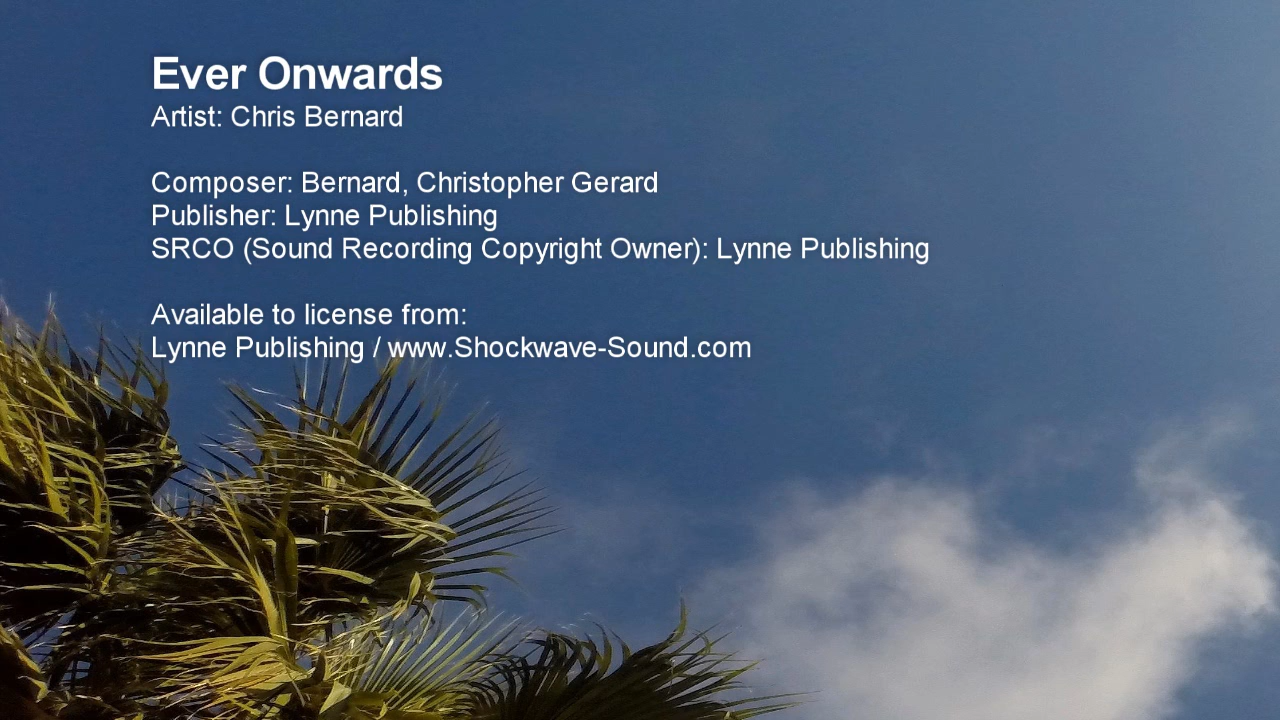 Ever Onwards
Artist: Chris Bernard
Composer: Bernard, Christopher Gerard
Publisher: Lynne Publishing
SRCO (Sound Recording Copyright Owner): Lynne Publishing
Available to license from:
Lynne Publishing / www.Shockwave-Sound.com